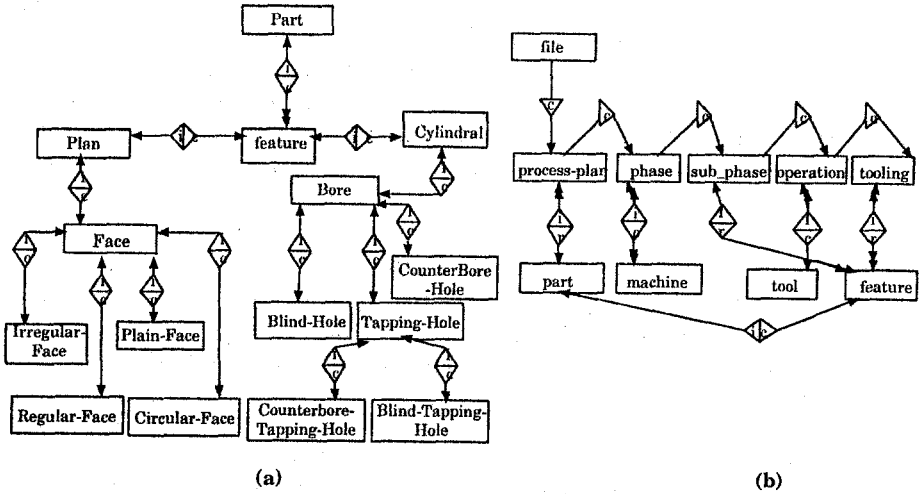 Part
i
c
Plan
i c
feature
i c
Cylindral
i
c
i
c
Bore
Face
i
c
i
c
i
c
i
c
i
c
i
c
i
c
CounterBore
-Hole
Irregular-
Face
Plain-Face
Blind-Hole
Tapping-Hole
i
c
i
c
Regular-Face
Circular-Face
Counterbore-
Tapping-Hole
Blind-Tapping-
Hole
(a)
file
c
c
c
c
process-plan
phase
sub_phase
operation
tooling
i
r
i
r
i
r
part
machine
tool
feature
i c
(b)